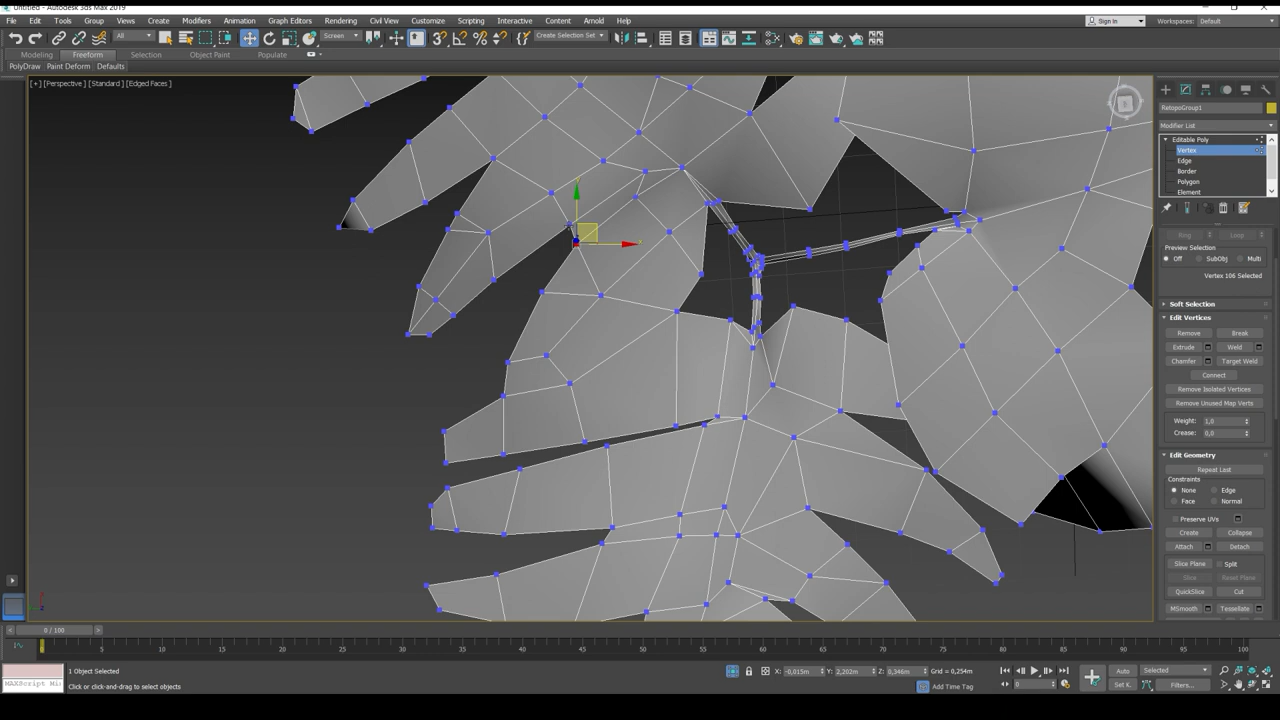 Untitled - Autodesk 3ds Max 2019
File Edit Tools Group Views Create Modifiers Animation Graph Editors Rendering Civil View Customize Scripting Interactive Content Arnold Help Sign In Workspaces: Default
All Screen Create Selection Set
Modeling Freeform Selection Object Paint Populate
PolyDraw Paint Deform Defaults
[ + ] [Perspective ] [Standard ] [Edged Faces ]
RetopoGroup1
Modifier List
Editable Poly
Vertex
Edge
Border
Polygon
Element
Ring Loop
Preview Selection
Off SubObj Multi
Vertex 106 Selected
Soft Selection
Edit Vertices
Remove Break
Extrude Weld
Chamfer Target Weld
Connect
Remove Isolated Vertices
Remove Unused Map Verts
Weight: 1,0
Crease: 0,0
Edit Geometry
Repeat Last
Constraints
None Edge
Face Normal
Preserve UVs
Create Collapse
Attach Detach
Slice Plane Split
Slice Reset Plane
QuickSlice Cut
MSmooth Tessellate
x
< 0 / 100 >
5 10 15 20 25 30 35 40 45 50 55 60 65 70 75 80 85 90 95 100
1 Object Selected X: -0,015m Y: 2,202m Z: 0,346m Grid = 0,254m Auto Selected
MAXScript Mi
Click or click-and-drag to select objects Add Time Tag 0 Set K. Filters...